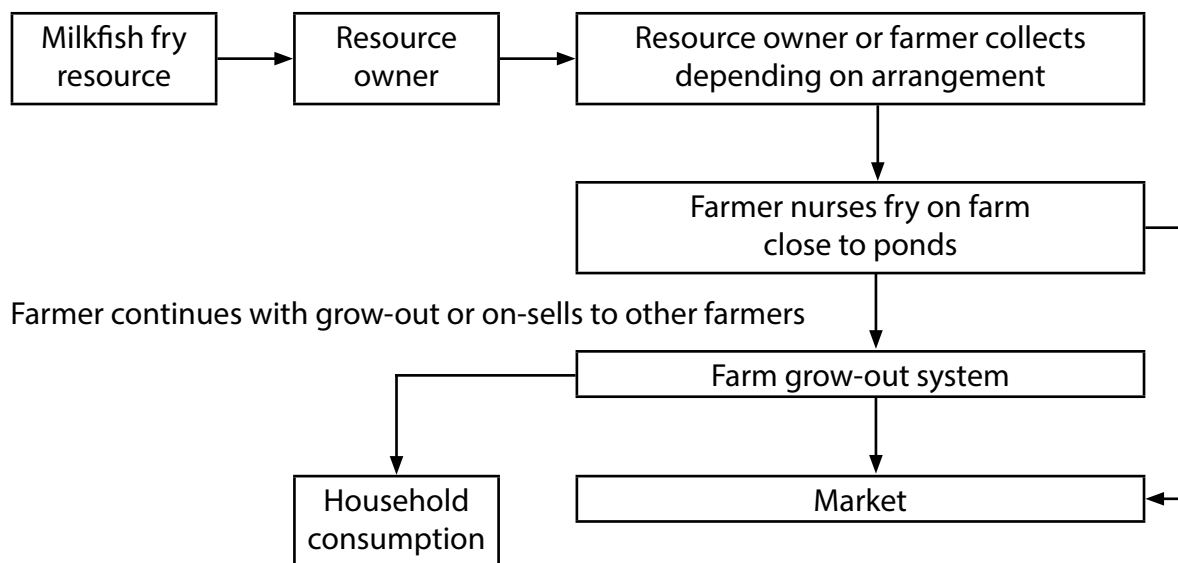 Milkfish fry
resource
Resource
owner
Resource owner or farmer collects
depending on arrangement
Farmer nurses fry on farm
close to ponds
Farmer continues with grow-out or on-sells to other farmers
Farm grow-out system
Household
consumption
Market